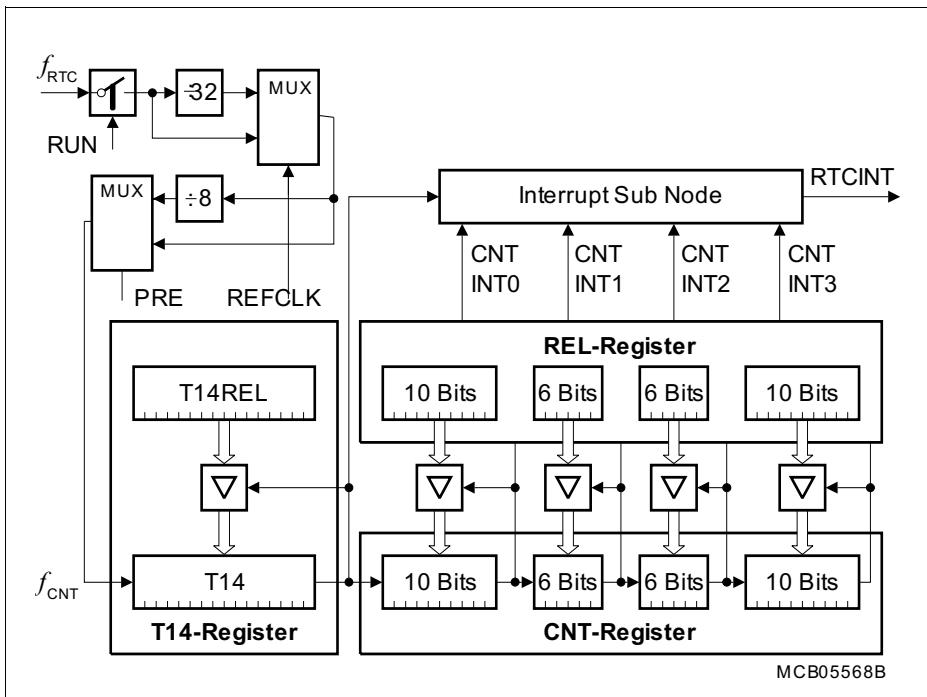 fRTC
RUN
÷32
MUX
MUX
÷8
PRE
REFCLK
Interrupt Sub Node
RTCINT
CNT
INT0
CNT
INT1
CNT
INT2
CNT
INT3
REL-Register
T14REL
10 Bits
6 Bits
6 Bits
10 Bits
fCNT
T14
10 Bits
6 Bits
6 Bits
10 Bits
T14-Register
CNT-Register
MCB05568B